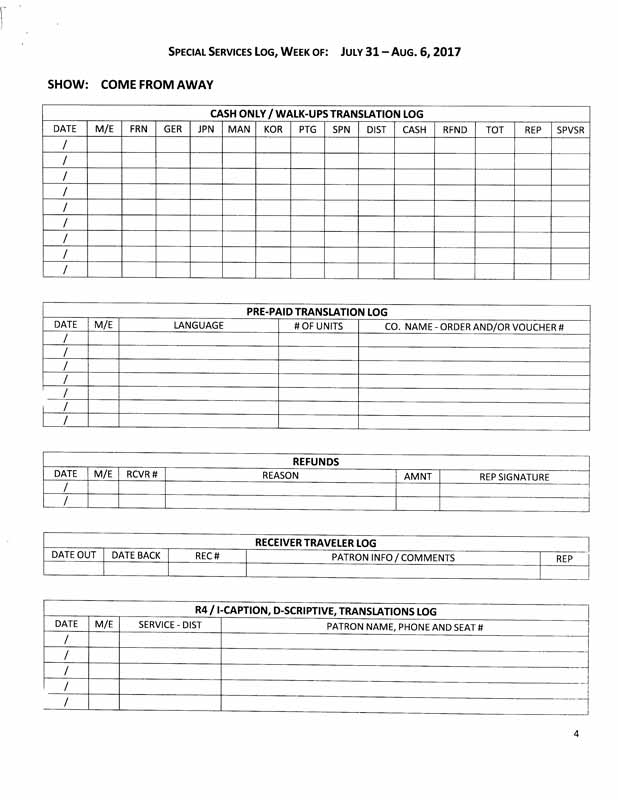 SPECIAL SERVICES LOG, WEEK OF: JULY 31 – AUG. 6, 2017
SHOW: COME FROM AWAY
CASH ONLY / WALK-UPS TRANSLATION LOG
DATE M/E FRN GER JPN MAN KOR PTG SPN DIST CASH RFND TOT REP SPVSR
/
/
/
/
/
/
/
/
/
PRE-PAID TRANSLATION LOG
DATE M/E LANGUAGE # OF UNITS CO. NAME - ORDER AND/OR VOUCHER #
/
/
/
/
/
/
/
REFUNDS
DATE M/E RCVR # REASON AMNT REP SIGNATURE
/
/
RECEIVER TRAVELER LOG
DATE OUT DATE BACK REC # PATRON INFO / COMMENTS REP
R4 / I-CAPTION, D-SCRIPTIVE, TRANSLATIONS LOG
DATE M/E SERVICE - DIST PATRON NAME, PHONE AND SEAT #
/
/
/
/
/
4